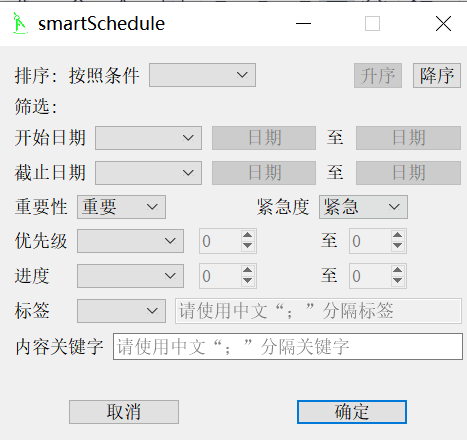 smartSchedule
排序: 按照条件 升序 降序
筛选:
开始日期 日期 至 日期
截止日期 日期 至 日期
重要性 重要 紧急度 紧急
优先级 0 至 0
进度 0 至 0
标签 请使用中文“；”分隔标签
内容关键字 请使用中文“；”分隔关键字
取消 确定